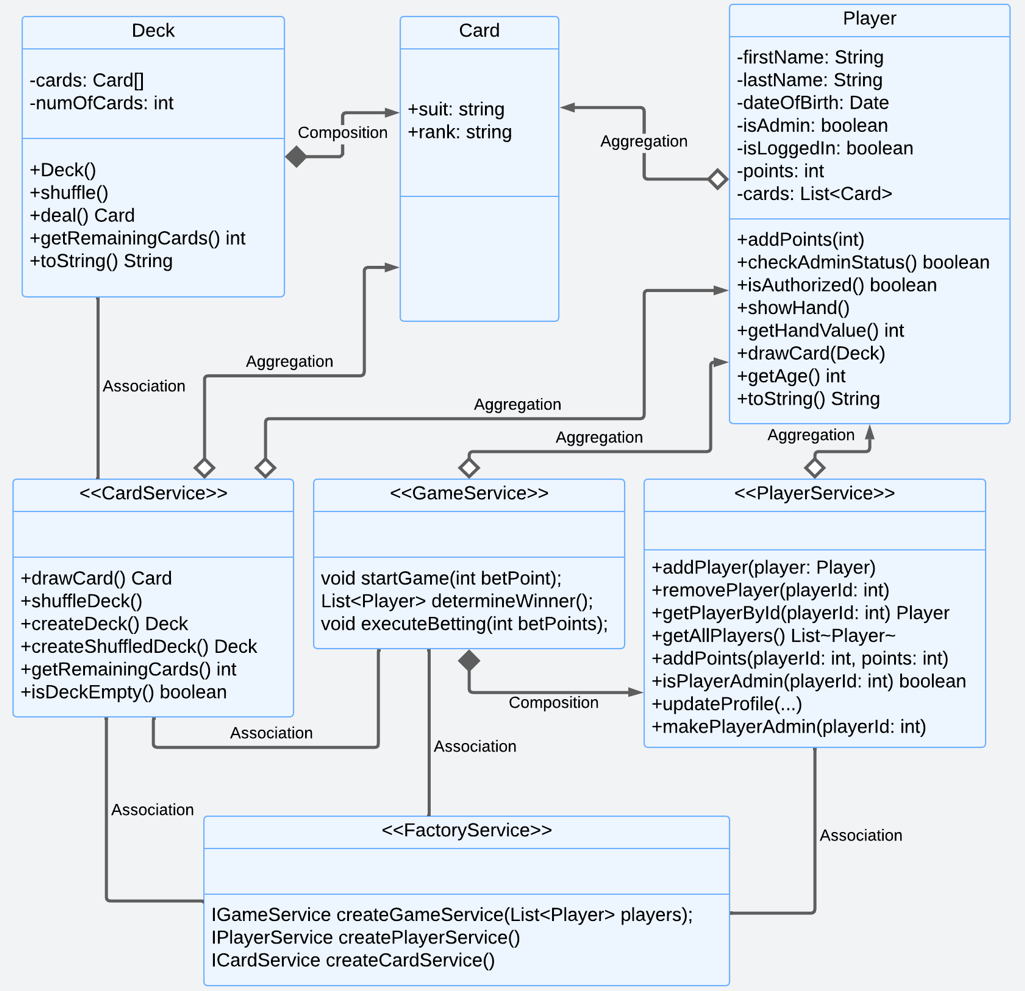 Deck
-cards: Card[]
-numOfCards: int
+Deck()
+shuffle()
+deal() Card
+getRemainingCards() int
+toString() String
Composition
Card
+suit: string
+rank: string
Aggregation
Player
-firstName: String
-lastName: String
-dateOfBirth: Date
-isAdmin: boolean
-isLoggedIn: boolean
-points: int
-cards: List<Card>
+addPoints(int)
+checkAdminStatus() boolean
+isAuthorized() boolean
+showHand()
+getHandValue() int
+drawCard(Deck)
+getAge() int
+toString() String
Association
Aggregation
Aggregation
Aggregation
Aggregation
<<CardService>>
+drawCard() Card
+shuffleDeck()
+createDeck() Deck
+createShuffledDeck() Deck
+getRemainingCards() int
+isDeckEmpty() boolean
<<GameService>>
void startGame(int betPoint);
List<Player> determineWinner();
void executeBetting(int betPoints);
<<PlayerService>>
+addPlayer(player: Player)
+removePlayer(playerId: int)
+getPlayerById(playerId: int) Player
+getAllPlayers() List~Player~
+addPoints(playerId: int, points: int)
+isPlayerAdmin(playerId: int) boolean
+updateProfile(...)
+makePlayerAdmin(playerId: int)
Composition
Association
Association
Association
Association
<<FactoryService>>
IGameService createGameService(List<Player> players);
IPlayerService createPlayerService()
ICardService createCardService()